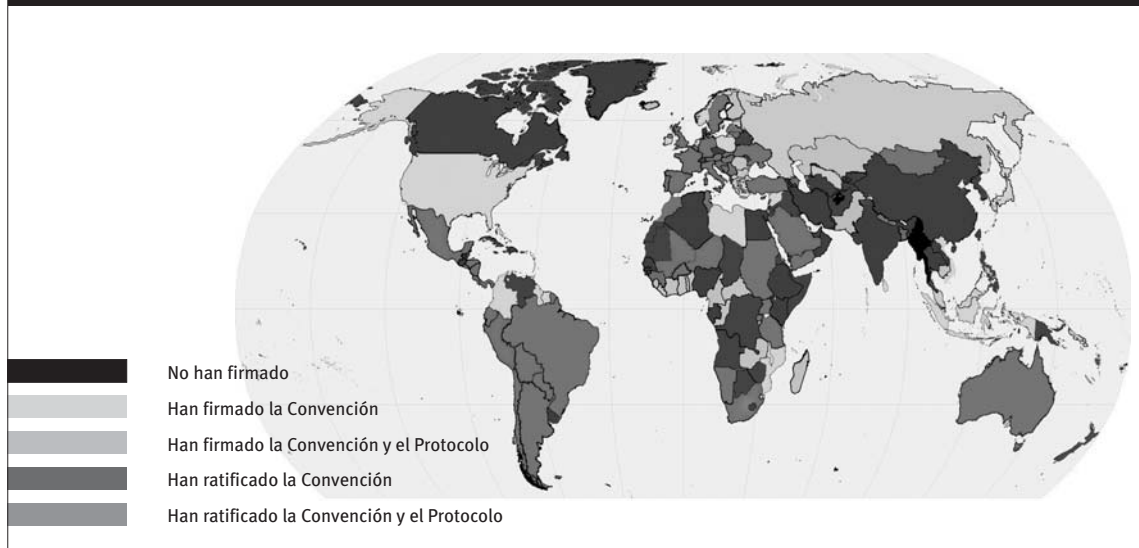 No han firmado
Han firmado la Convención
Han firmado la Convención y el Protocolo
Han ratificado la Convención
Han ratificado la Convención y el Protocolo